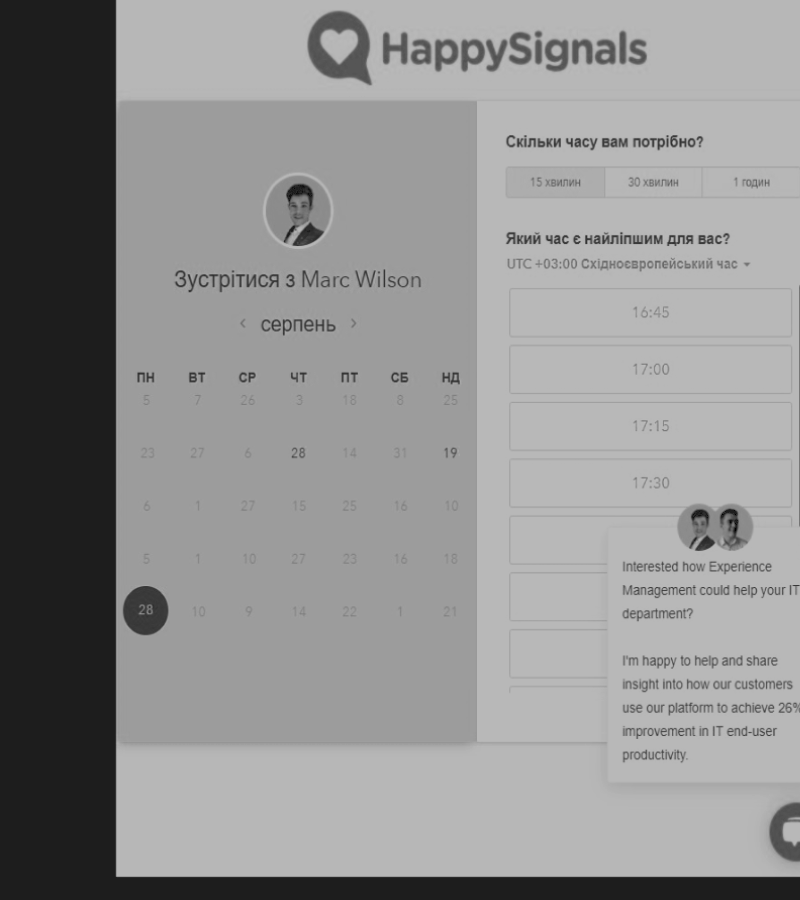 HappySignals
Зустрітися з Marc Wilson
серпень
ПН ВТ СР ЧТ ПТ СБ НД
5 7 26 3 18 8 25
23 27 6 28 14 31 19
6 1 27 15 25 16 10
5 1 10 27 23 16 18
28 10 9 14 22 1 21
Скільки часу вам потрібно?
15 хвилин 30 хвилин 1 годин
Який час є найліпшим для вас?
UTC +03:00 Східноєвропейський час
16:45
17:00
17:15
17:30
Interested how Experience
Management could help your IT
department?
I'm happy to help and share
insight into how our customers
use our platform to achieve 26%
improvement in IT end-user
productivity.